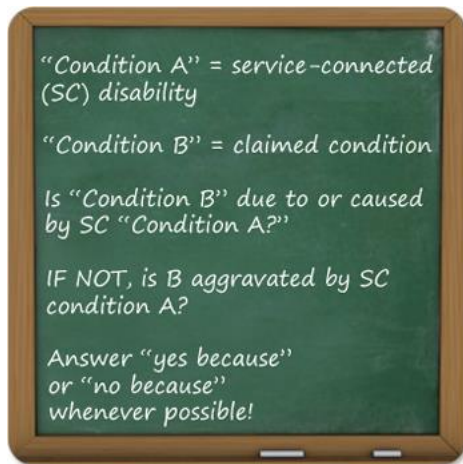 “Condition A” = service-connected
(SC) disability
“Condition B” = claimed condition
Is “Condition B” due to or caused
by SC “Condition A?”
IF NOT, is B aggravated by SC
condition A?
Answer “yes because”
or “no because”
whenever possible!